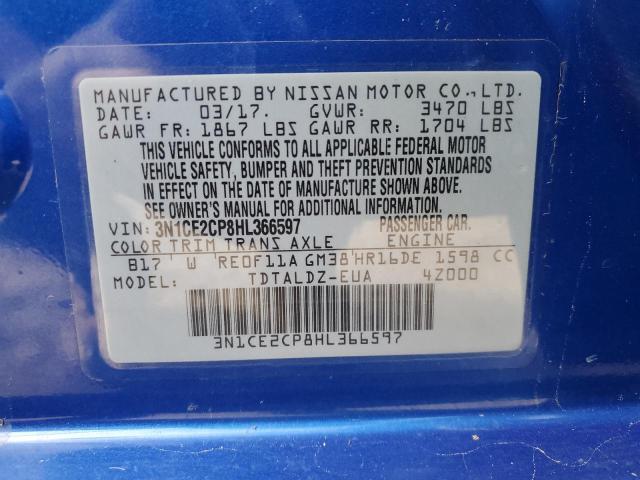 MANUFACTURED BY NISSAN MOTOR CO., LTD.
DATE: 03/17. GVWR: 3470 LBS
GAWR FR: 1867 LBS GAWR RR: 1704 LBS
THIS VEHICLE CONFORMS TO ALL APPLICABLE FEDERAL MOTOR
VEHICLE SAFETY, BUMPER AND THEFT PREVENTION STANDARDS
IN EFFECT ON THE DATE OF MANUFACTURE SHOWN ABOVE.
SEE OWNER'S MANUAL FOR ADDITIONAL INFORMATION.
VIN: 3N1CE2CP8HL366597 PASSENGER CAR.
COLOR TRIM TRANS AXLE ENGINE
B17' W 'REOF11A GM38'HR16DE 1598 CC
MODEL: TDTALDZ-EUA 4Z000
3N1CE2CP8HL366597